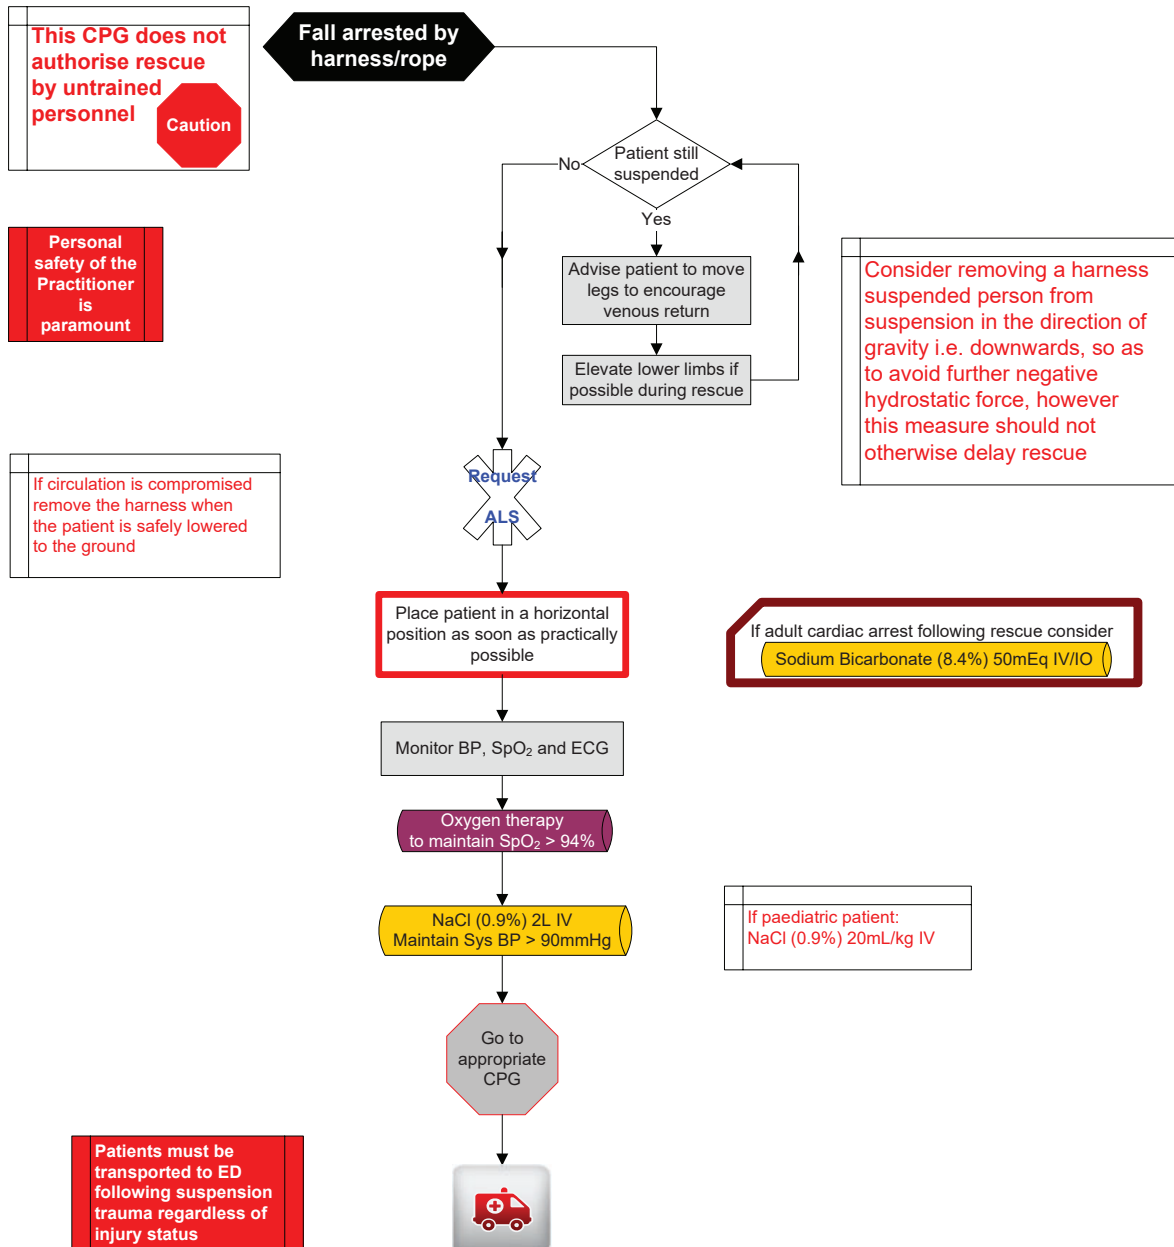 This CPG does not
authorise rescue
by untrained
personnel
Caution
Fall arrested by
harness/rope
Patient still
suspended
No
Yes
Personal
safety of the
Practitioner
is
paramount
Advise patient to move
legs to encourage
venous return
Elevate lower limbs if
possible during rescue
Consider removing a harness
suspended person from
suspension in the direction of
gravity i.e. downwards, so as
to avoid further negative
hydrostatic force, however
this measure should not
otherwise delay rescue
If circulation is compromised
remove the harness when
the patient is safely lowered
to the ground
Request
ALS
Place patient in a horizontal
position as soon as practically
possible
If adult cardiac arrest following rescue consider
Sodium Bicarbonate (8.4%) 50mEq IV/IO
Monitor BP, SpO₂ and ECG
Oxygen therapy
to maintain SpO₂ > 94%
NaCl (0.9%) 2L IV
Maintain Sys BP > 90mmHg
If paediatric patient:
NaCl (0.9%) 20mL/kg IV
Go to
appropriate
CPG
Patients must be
transported to ED
following suspension
trauma regardless of
injury status